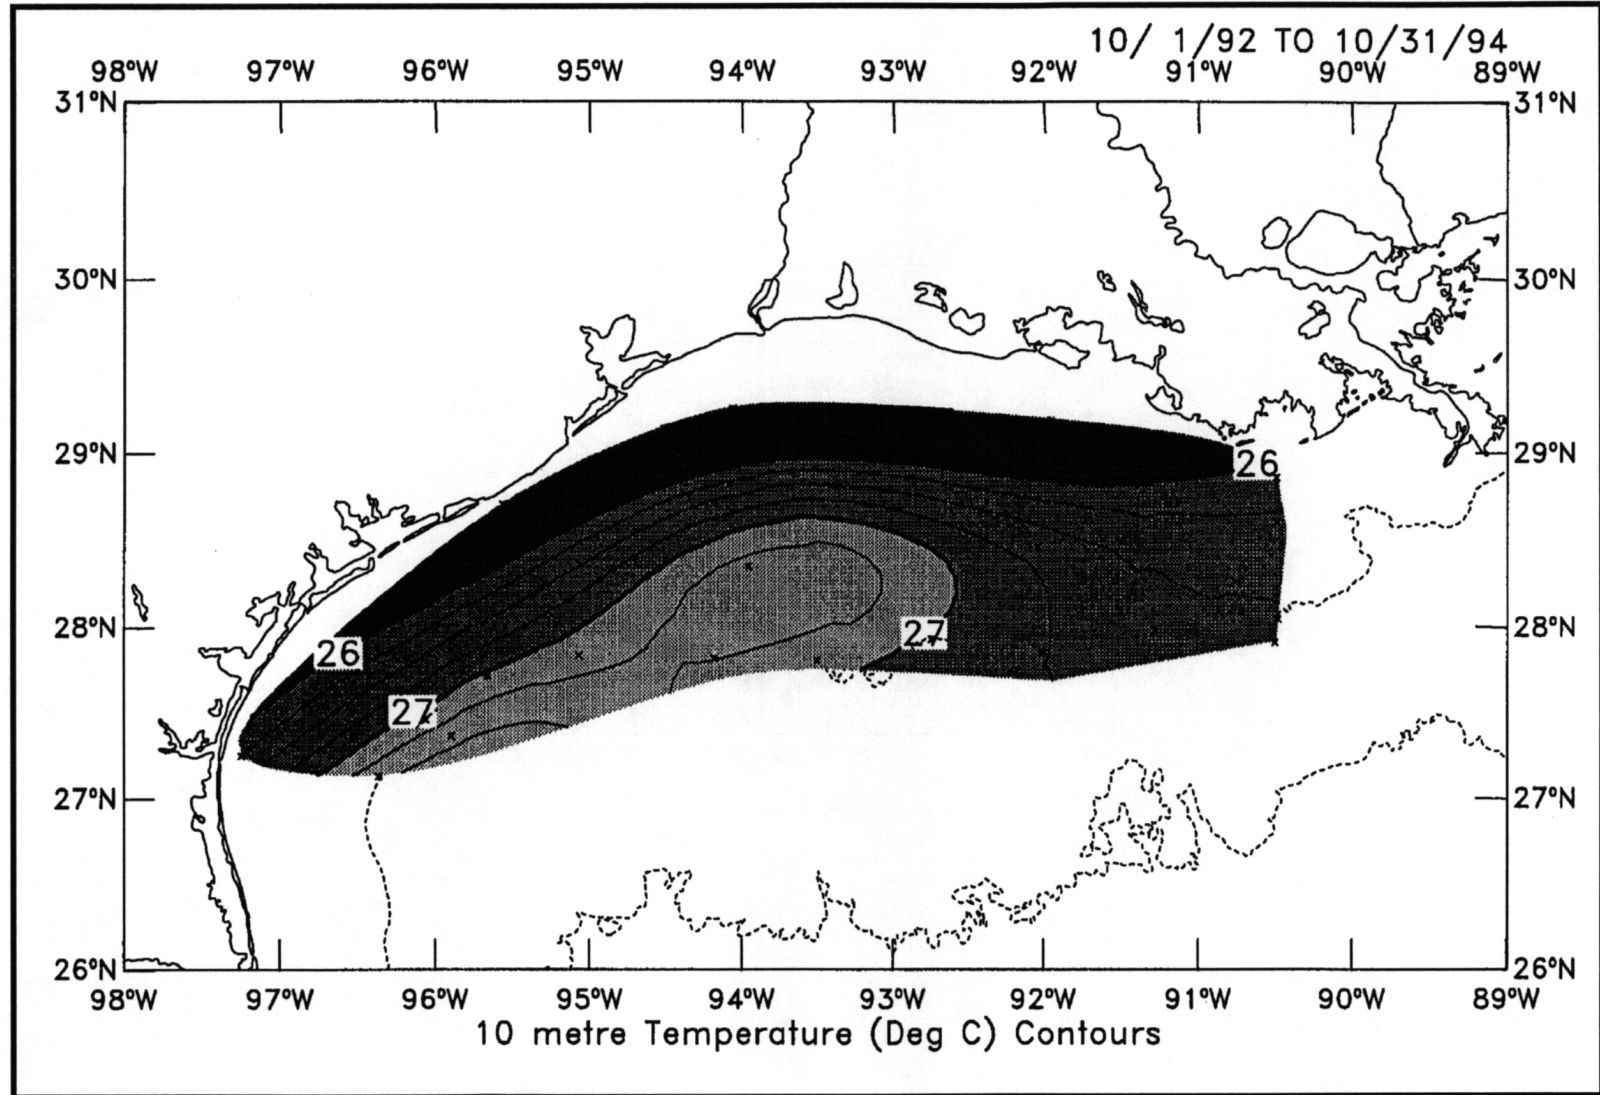 10/ 1/92 TO 10/31/94
98°W 97°W 96°W 95°W 94°W 93°W 92°W 91°W 90°W 89°W
31°N 31°N
30°N 30°N
29°N 29°N
26
28°N 28°N
27
26
27
27°N 27°N
26°N 26°N
98°W 97°W 96°W 95°W 94°W 93°W 92°W 91°W 90°W 89°W
10 metre Temperature (Deg C) Contours